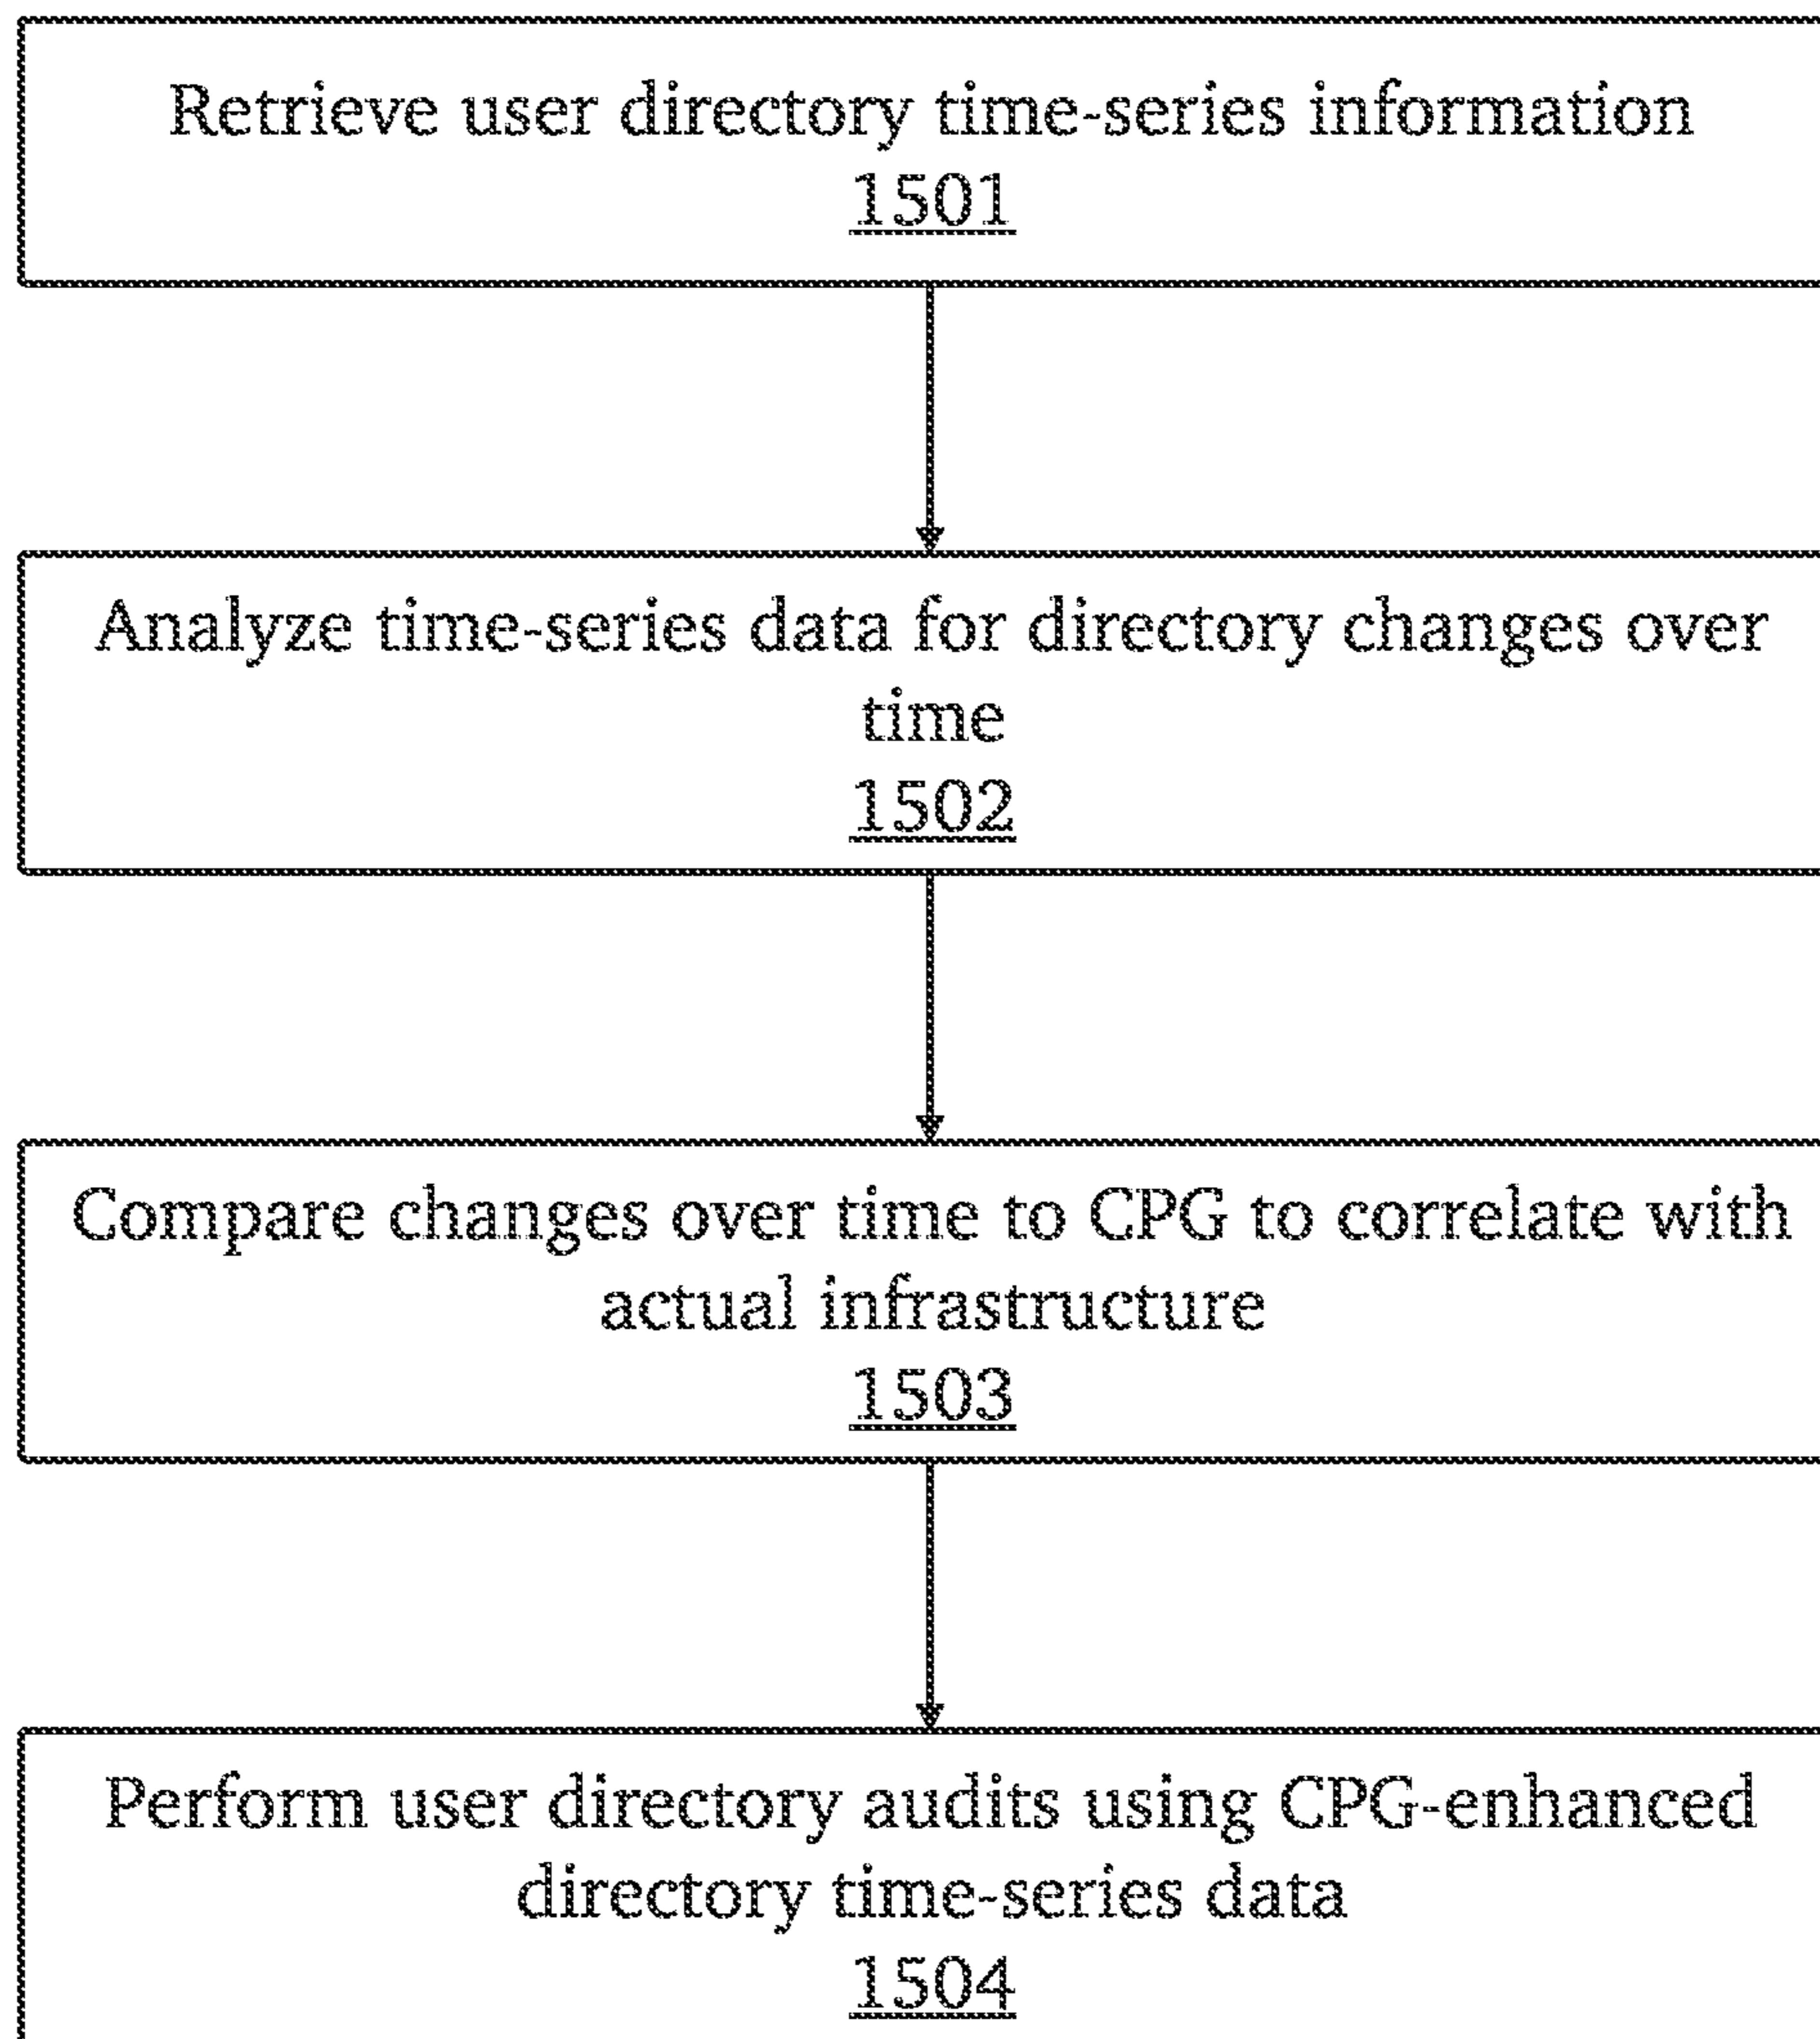 Retrieve user directory time-series information
1501
Analyze time-series data for directory changes over
time
1502
Compare changes over time to CPG to correlate with
actual infrastructure
1503
Perform user directory audits using CPG-enhanced
directory time-series data
1504